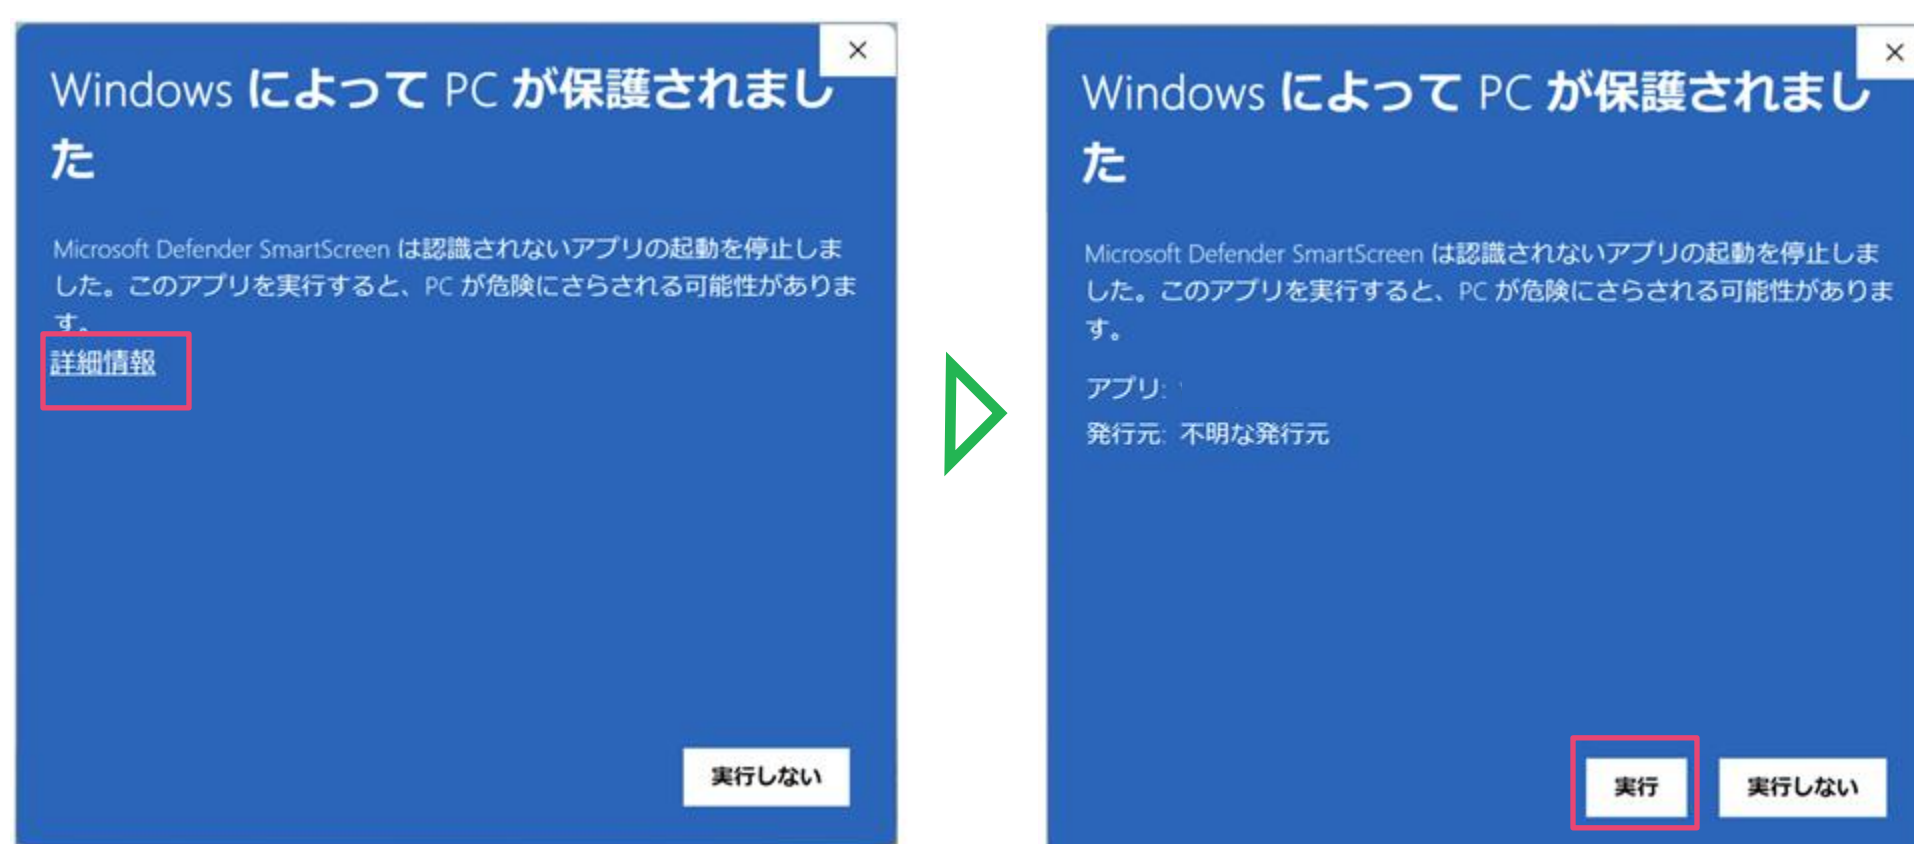 Windows によって PC が保護されまし
た
Microsoft Defender SmartScreen は認識されないアプリの起動を停止しま
した。このアプリを実行すると、PC が危険にさらされる可能性がありま
す。
詳細情報
実行しない
Windows によって PC が保護されまし
た
Microsoft Defender SmartScreen は認識されないアプリの起動を停止しま
した。このアプリを実行すると、PC が危険にさらされる可能性がありま
す。
アプリ:
発行元: 不明な発行元
実行
実行しない